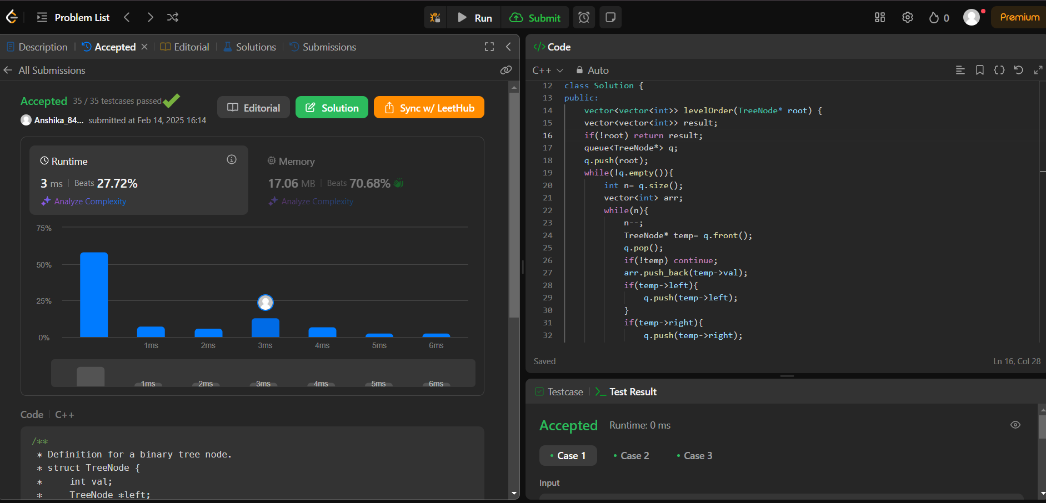 Problem List
Run
Submit
0
Premium
Description
Accepted
Editorial
Solutions
Submissions
All Submissions
Accepted 35 / 35 testcases passed
Anshika_84... submitted at Feb 14, 2025 16:14
Editorial
Solution
Sync w/ LeetHub
Runtime
3 ms | Beats 27.72%
Analyze Complexity
Memory
17.06 MB | Beats 70.68%
Analyze Complexity
75%
50%
25%
0%
1ms 2ms 3ms 4ms 5ms 6ms
1ms 2ms 3ms 4ms 5ms 6ms
Code | C++
/**
* Definition for a binary tree node.
* struct TreeNode {
*     int val;
*     TreeNode *left;
</> Code
C++ Auto
12 class Solution {
13 public:
14     vector<vector<int>> levelOrder(TreeNode* root) {
15     vector<vector<int>> result;
16     if(!root) return result;
17     queue<TreeNode*> q;
18     q.push(root);
19     while(!q.empty()){
20         int n= q.size();
21         vector<int> arr;
22         while(n){
23             n--;
24             TreeNode* temp= q.front();
25             q.pop();
26             if(!temp) continue;
27             arr.push_back(temp->val);
28             if(temp->left){
29                 q.push(temp->left);
30             }
31             if(temp->right){
32                 q.push(temp->right);
Saved
Ln 16, Col 28
Testcase
>_ Test Result
Accepted Runtime: 0 ms
• Case 1 • Case 2 • Case 3
Input